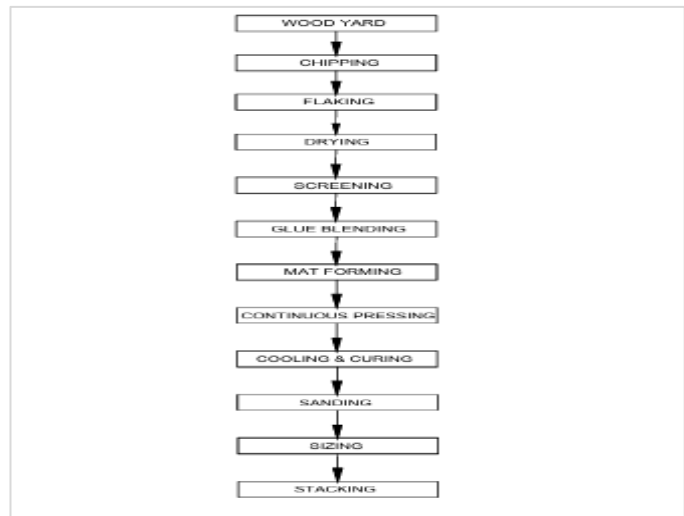 WOOD YARD
CHIPPING
FLAKING
DRYING
SCREENING
GLUE BLENDING
MAT FORMING
CONTINUOUS PRESSING
COOLING & CURING
SANDING
SIZING
STACKING